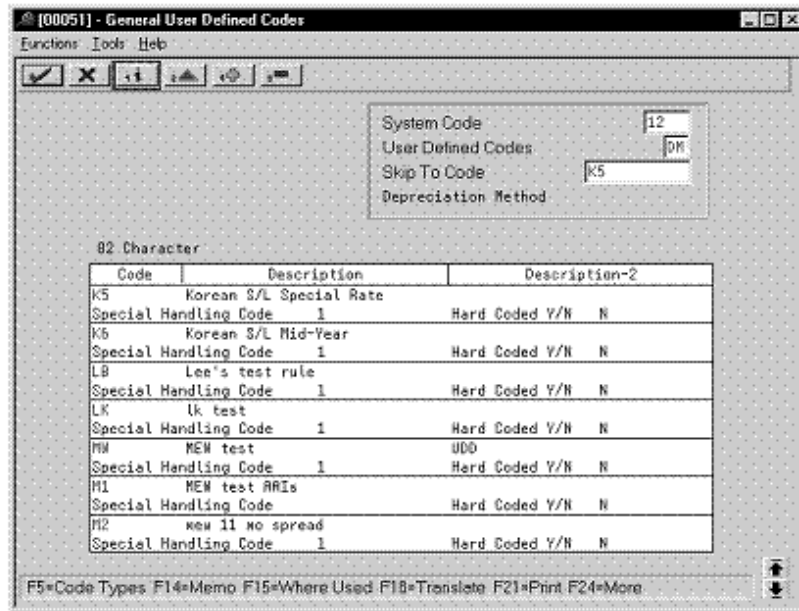 [00051] - General User Defined Codes
Functions Tools Help
System Code 12
User Defined Codes DM
Skip To Code K5
Depreciation Method
02 Character
Code Description Description-2
K5 Korean S/L Special Rate
Special Handling Code 1 Hard Coded Y/N N
K6 Korean S/L Mid-Year
Special Handling Code 1 Hard Coded Y/N N
LB Lee's test rule
Special Handling Code 1 Hard Coded Y/N N
LK lk test
Special Handling Code 1 Hard Coded Y/N N
MW MEW test UDD
Special Handling Code 1 Hard Coded Y/N N
M1 MEW test AAIs
Special Handling Code Hard Coded Y/N N
M2 mew 11 mo spread
Special Handling Code 1 Hard Coded Y/N N
F5=Code Types F14=Memo F15=Where Used F18=Translate F21=Print F24=More